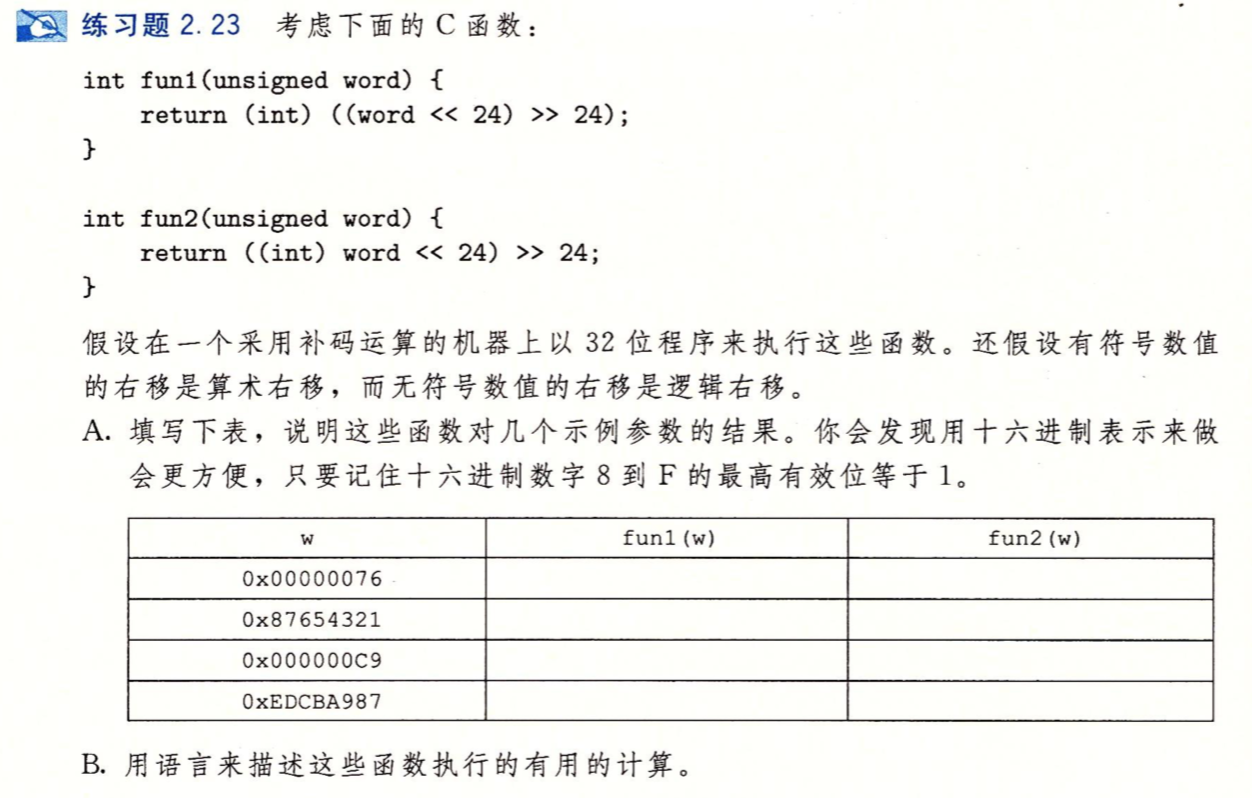 练习题 2.23 考虑下面的 C 函数：
int fun1(unsigned word) {
    return (int) ((word << 24) >> 24);
}
int fun2(unsigned word) {
    return ((int) word << 24) >> 24;
}
假设在一个采用补码运算的机器上以 32 位程序来执行这些函数。还假设有符号数值
的右移是算术右移，而无符号数值的右移是逻辑右移。
A. 填写下表，说明这些函数对几个示例参数的结果。你会发现用十六进制表示来做
会更方便，只要记住十六进制数字 8 到 F 的最高有效位等于 1。
w fun1(w) fun2(w)
0x00000076
0x87654321
0x000000C9
0xEDCBA987
B. 用语言来描述这些函数执行的有用的计算。